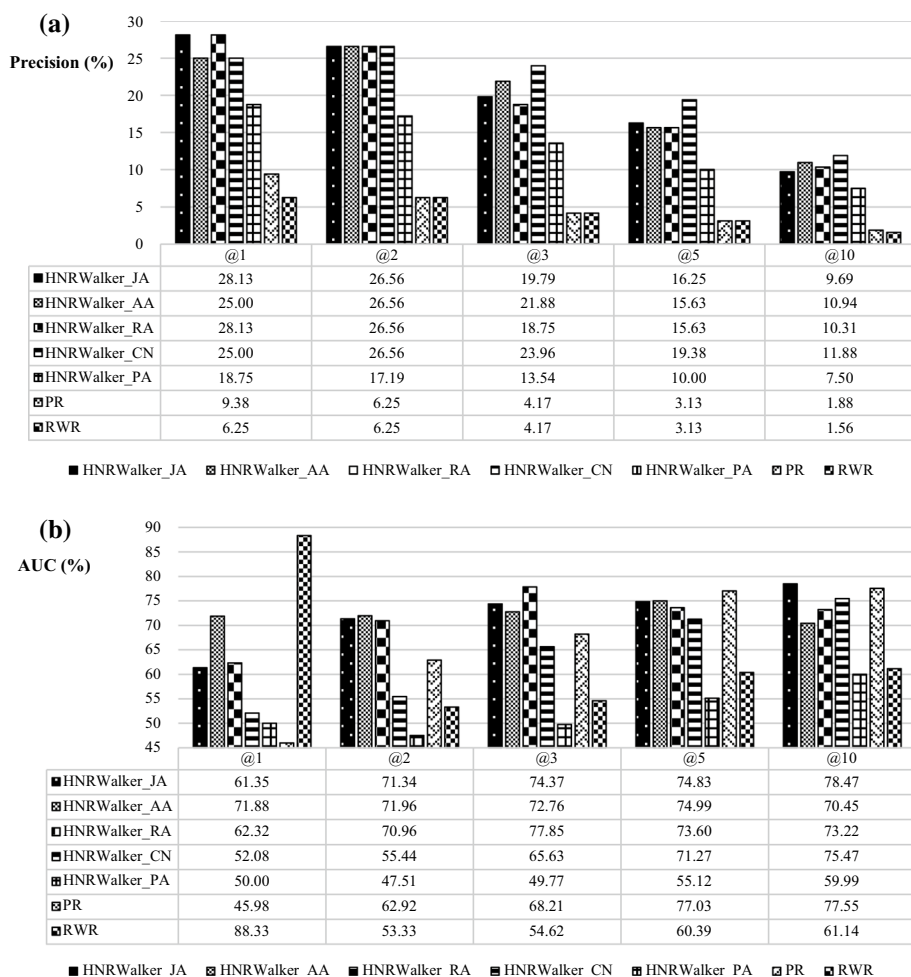 (a)
Precision (%)
30
25
20
15
10
5
0
@1 @2 @3 @5 @10
HNRWalker_JA 28.13 26.56 19.79 16.25 9.69
HNRWalker_AA 25.00 26.56 21.88 15.63 10.94
HNRWalker_RA 28.13 26.56 18.75 15.63 10.31
HNRWalker_CN 25.00 26.56 23.96 19.38 11.88
HNRWalker_PA 18.75 17.19 13.54 10.00 7.50
PR 9.38 6.25 4.17 3.13 1.88
RWR 6.25 6.25 4.17 3.13 1.56
HNRWalker_JA HNRWalker_AA HNRWalker_RA HNRWalker_CN HNRWalker_PA PR RWR
(b)
AUC (%)
90
85
80
75
70
65
60
55
50
45
@1 @2 @3 @5 @10
HNRWalker_JA 61.35 71.34 74.37 74.83 78.47
HNRWalker_AA 71.88 71.96 72.76 74.99 70.45
HNRWalker_RA 62.32 70.96 77.85 73.60 73.22
HNRWalker_CN 52.08 55.44 65.63 71.27 75.47
HNRWalker_PA 50.00 47.51 49.77 55.12 59.99
PR 45.98 62.92 68.21 77.03 77.55
RWR 88.33 53.33 54.62 60.39 61.14
HNRWalker_JA HNRWalker_AA HNRWalker_RA HNRWalker_CN HNRWalker_PA PR RWR